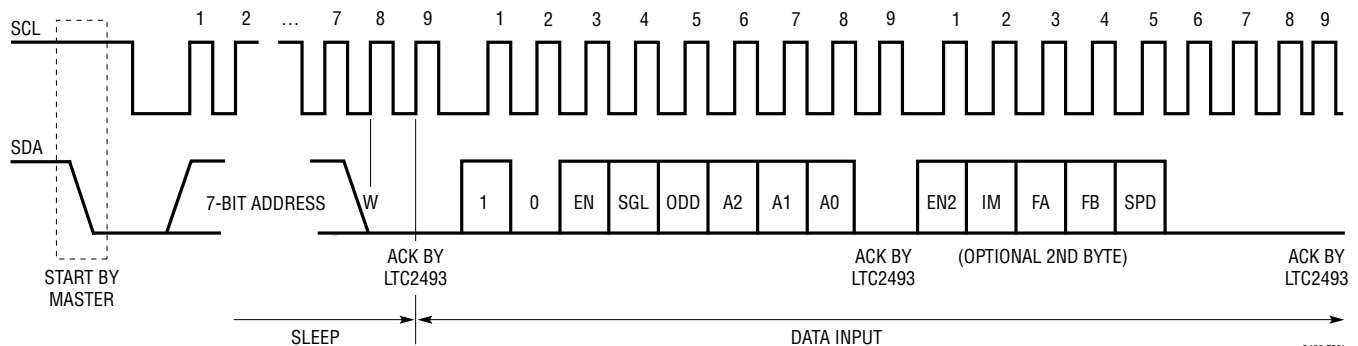 1 2 … 7 8 9 1 2 3 4 5 6 7 8 9 1 2 3 4 5 6 7 8 9
SCL
SDA
7-BIT ADDRESS W 1 0 EN SGL ODD A2 A1 A0 EN2 IM FA FB SPD
START BY
MASTER
ACK BY
LTC2493
ACK BY
LTC2493
(OPTIONAL 2ND BYTE)
ACK BY
LTC2493
SLEEP DATA INPUT